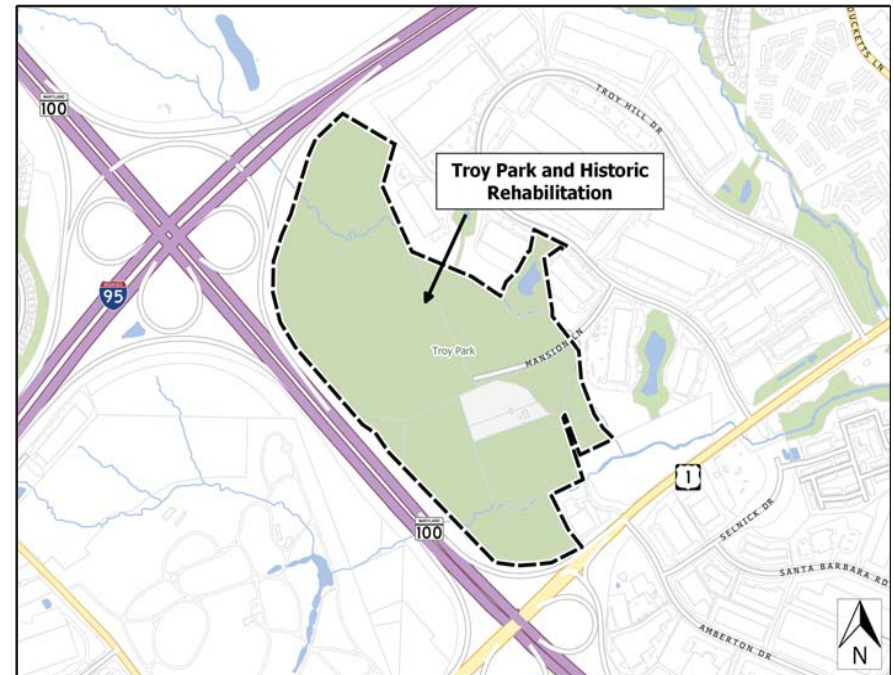 DUCKETTS LN
MARYLAND
100
TROY HILL DR
Troy Park and Historic
Rehabilitation
95
MANSION LN
Troy Park
1
MARYLAND
100
SELNICK DR
SANTA BARBARA RD
AMBERTON DR
N